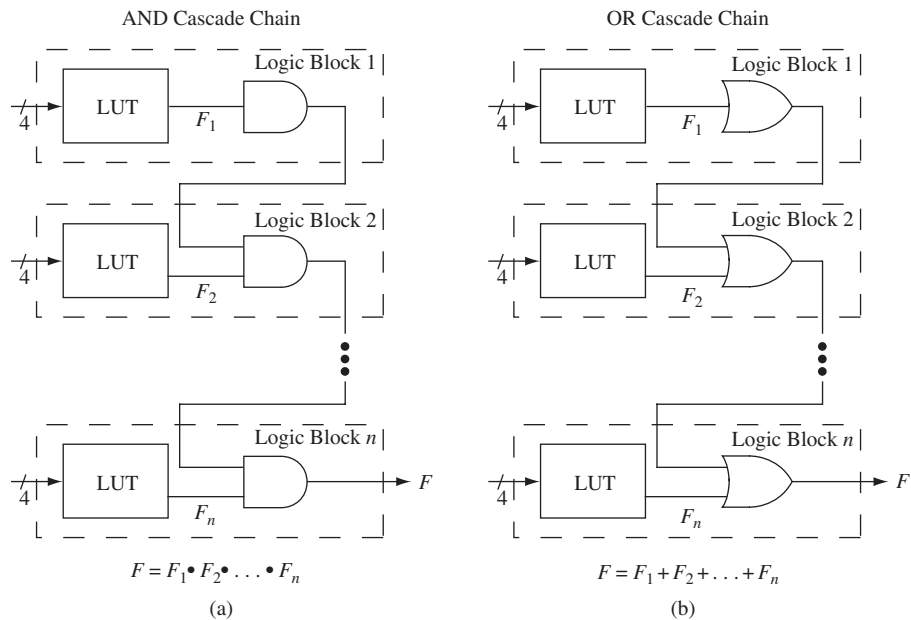 AND Cascade Chain
Logic Block 1
LUT
4
F₁
Logic Block 2
LUT
4
F₂
Logic Block n
LUT
4
Fₙ
F
F = F₁ • F₂ • . . . • Fₙ
(a)
OR Cascade Chain
Logic Block 1
LUT
4
F₁
Logic Block 2
LUT
4
F₂
Logic Block n
LUT
4
Fₙ
F
F = F₁ + F₂ + . . . + Fₙ
(b)